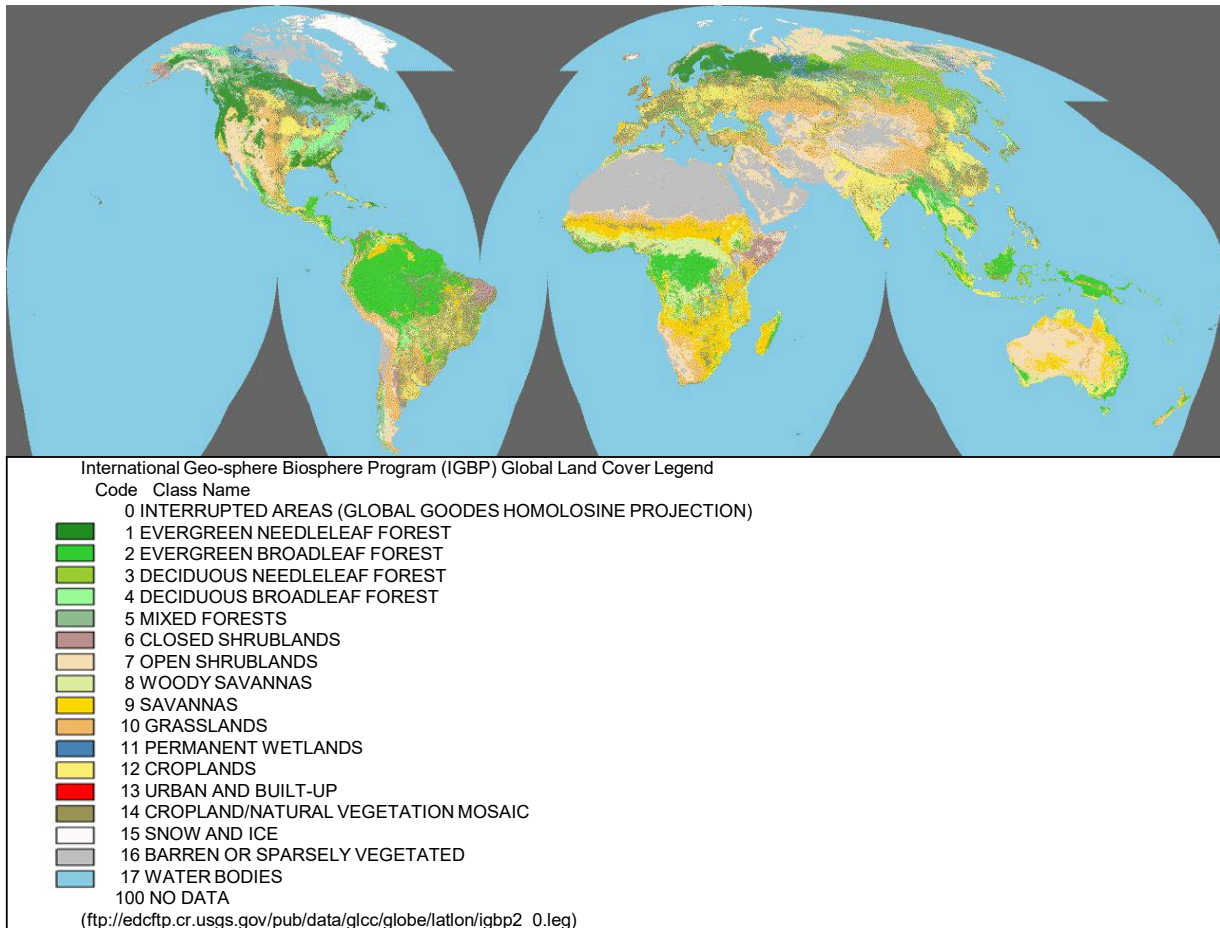 International Geo-sphere Biosphere Program (IGBP) Global Land Cover Legend
Code Class Name
0 INTERRUPTED AREAS (GLOBAL GOODES HOMOLOSINE PROJECTION)
1 EVERGREEN NEEDLELEAF FOREST
2 EVERGREEN BROADLEAF FOREST
3 DECIDUOUS NEEDLELEAF FOREST
4 DECIDUOUS BROADLEAF FOREST
5 MIXED FORESTS
6 CLOSED SHRUBLANDS
7 OPEN SHRUBLANDS
8 WOODY SAVANNAS
9 SAVANNAS
10 GRASSLANDS
11 PERMANENT WETLANDS
12 CROPLANDS
13 URBAN AND BUILT-UP
14 CROPLAND/NATURAL VEGETATION MOSAIC
15 SNOW AND ICE
16 BARREN OR SPARSELY VEGETATED
17 WATER BODIES
100 NO DATA
(ftp://edcftp.cr.usgs.gov/pub/data/glcc/globe/latlon/igbp2_0.leg)